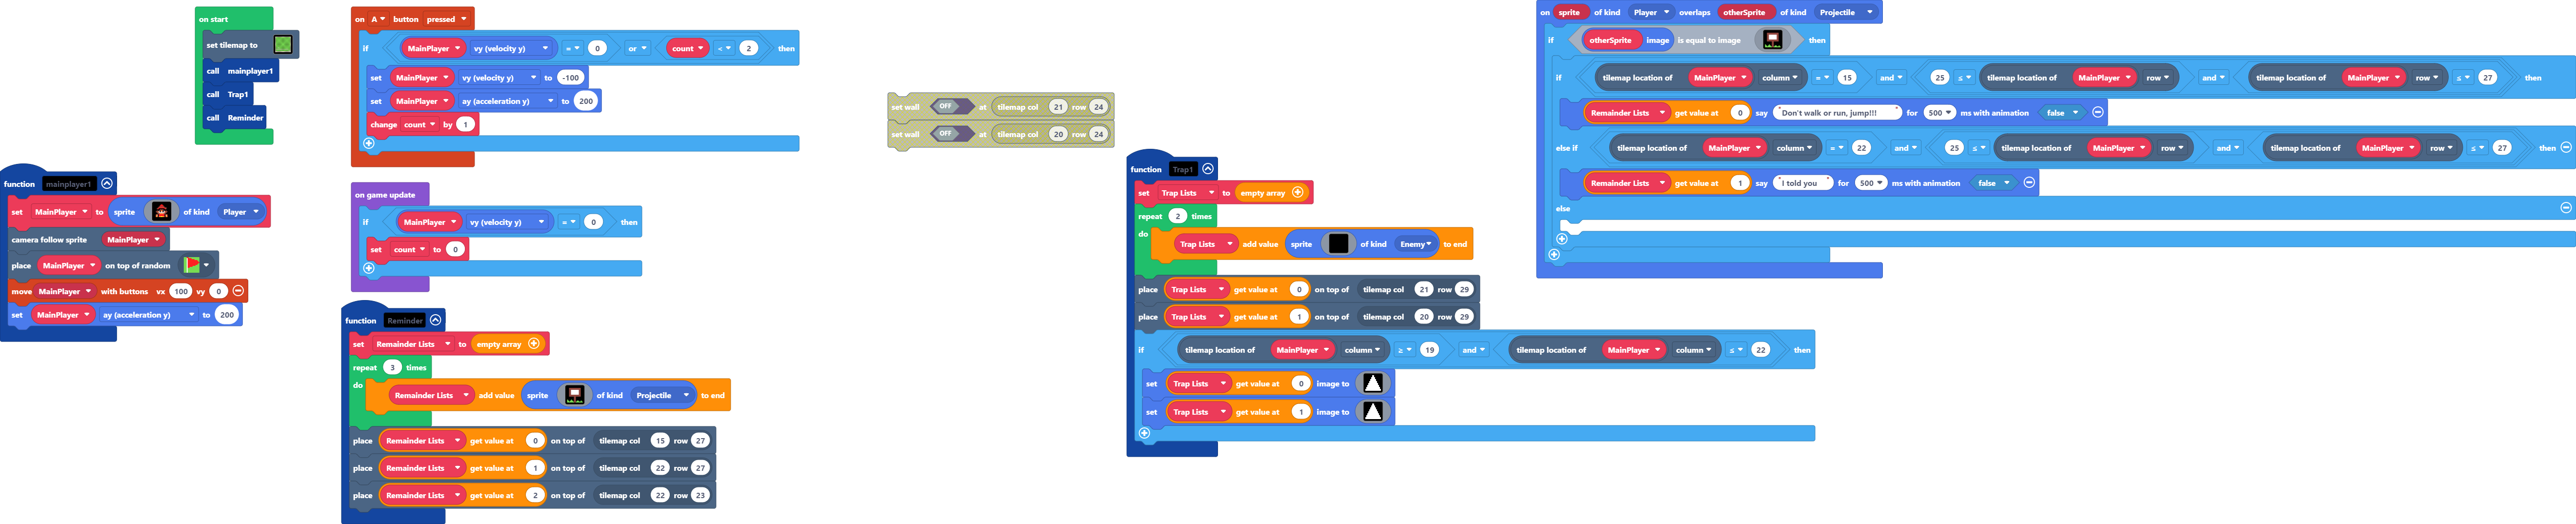 on start
set tilemap to
call mainplayer1
call Trap1
call Reminder
function mainplayer1
set MainPlayer to sprite of kind Player
camera follow sprite MainPlayer
place MainPlayer on top of random
move MainPlayer with buttons vx 100 vy 0
set MainPlayer ay (acceleration y) to 200
on A button pressed
if MainPlayer vy (velocity y) = 0 or count < 2 then
set MainPlayer vy (velocity y) to -100
set MainPlayer ay (acceleration y) to 200
change count by 1
on game update
if MainPlayer vy (velocity y) = 0 then
set count to 0
function Reminder
set Remainder Lists to empty array
repeat 3 times
do Remainder Lists add value sprite of kind Projectile to end
place Remainder Lists get value at 0 on top of tilemap col 15 row 27
place Remainder Lists get value at 1 on top of tilemap col 22 row 27
place Remainder Lists get value at 2 on top of tilemap col 22 row 23
set wall OFF at tilemap col 21 row 24
set wall OFF at tilemap col 20 row 24
function Trap1
set Trap Lists to empty array
repeat 2 times
do Trap Lists add value sprite of kind Enemy to end
place Trap Lists get value at 0 on top of tilemap col 21 row 29
place Trap Lists get value at 1 on top of tilemap col 20 row 29
if tilemap location of MainPlayer column ≥ 19 and tilemap location of MainPlayer column ≤ 22 then
set Trap Lists get value at 0 image to
set Trap Lists get value at 1 image to
on sprite of kind Player overlaps otherSprite of kind Projectile
if otherSprite image is equal to image then
if tilemap location of MainPlayer column = 15 and 25 ≤ tilemap location of MainPlayer row and tilemap location of MainPlayer row ≤ 27 then
Remainder Lists get value at 0 say "Don't walk or run, jump!!!" for 500 ms with animation false
else if tilemap location of MainPlayer column = 22 and 25 ≤ tilemap location of MainPlayer row and tilemap location of MainPlayer row ≤ 27 then
Remainder Lists get value at 1 say "I told you" for 500 ms with animation false
else